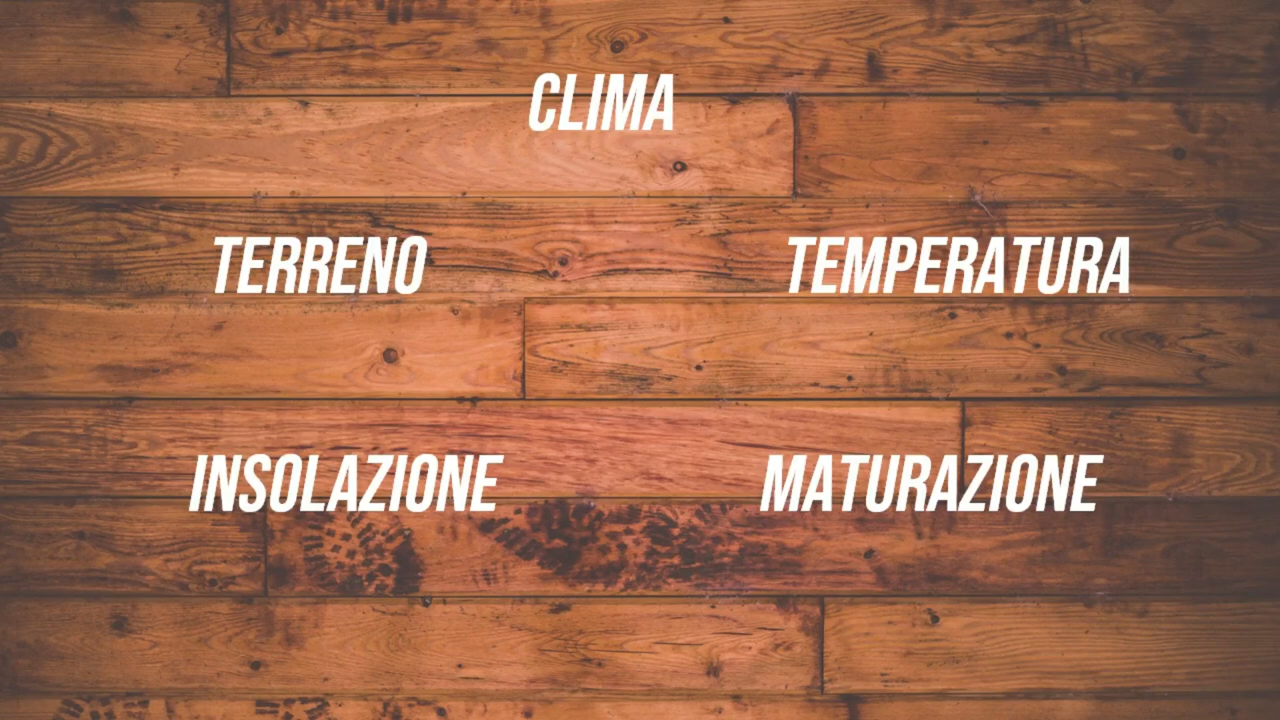 CLIMA
TERRENO
TEMPERATURA
INSOLAZIONE
MATURAZIONE